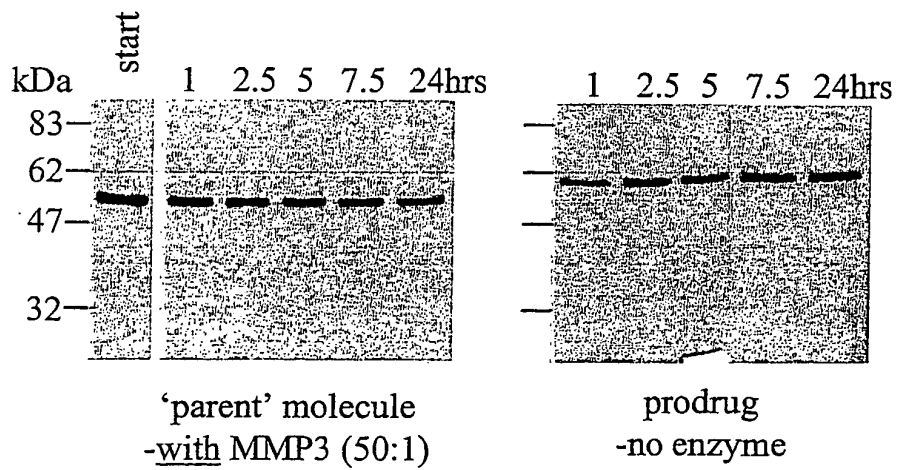 start
kDa 1 2.5 5 7.5 24hrs
1 2.5 5 7.5 24hrs
83
62
47
32
'parent' molecule
-with MMP3 (50:1)
prodrug
-no enzyme